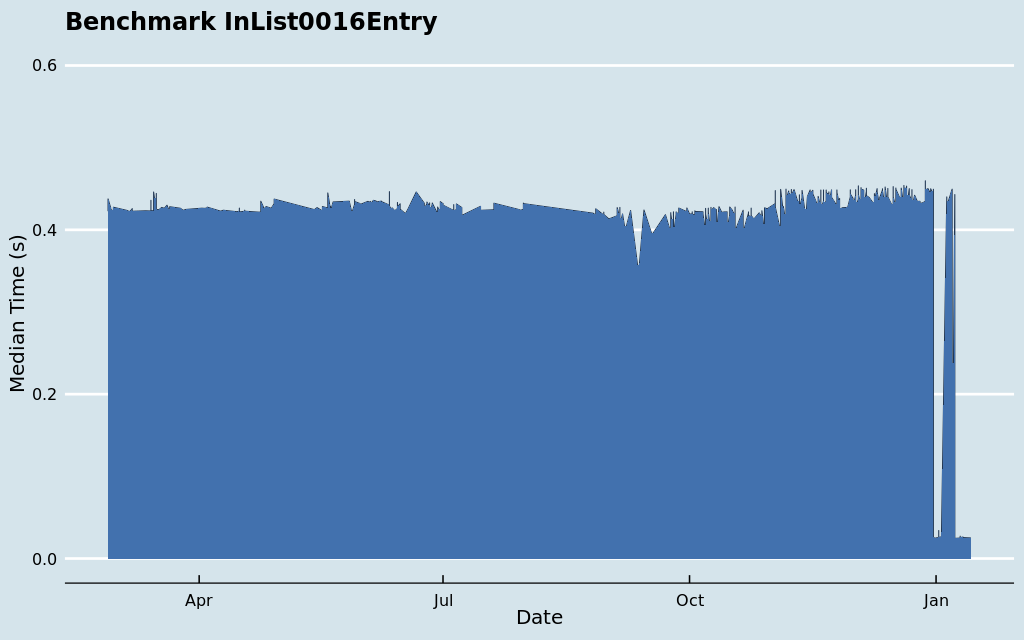 Benchmark InList0016Entry
0.6
0.4
0.2
0.0
Median Time (s)
Apr
Jul
Oct
Jan
Date